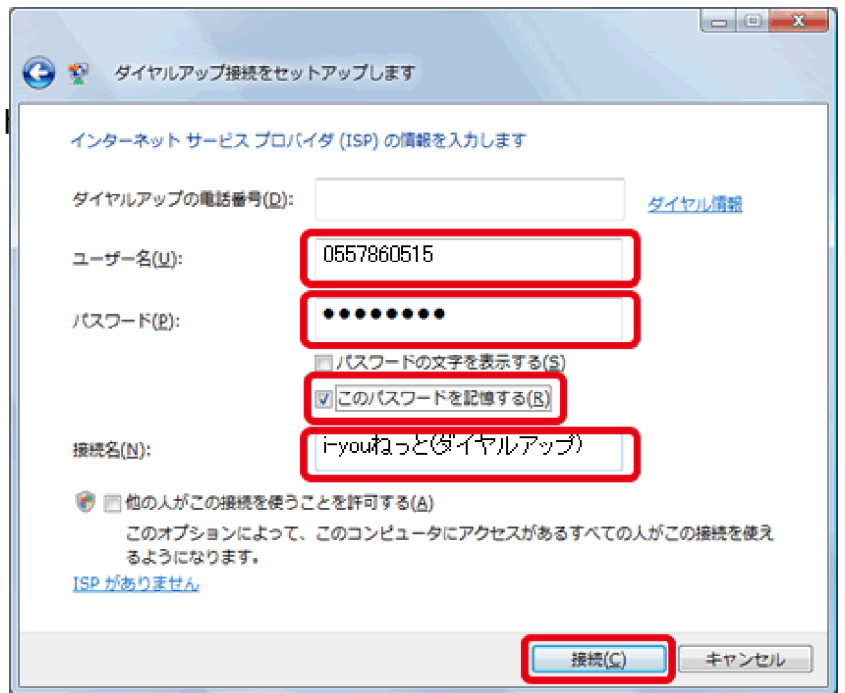 ダイヤルアップ接続をセットアップします
インターネット サービス プロバイダ (ISP) の情報を入力します
ダイヤルアップの電話番号(D):
ダイヤル情報
ユーザー名(U):
0557860515
パスワード(P):
●●●●●●●●
パスワードの文字を表示する(S)
このパスワードを記憶する(R)
接続名(N):
i-youねっと(ダイヤルアップ)
他の人がこの接続を使うことを許可する(A)
このオプションによって、このコンピュータにアクセスがあるすべての人がこの接続を使え
るようになります。
ISP がありません
接続(C)
キャンセル